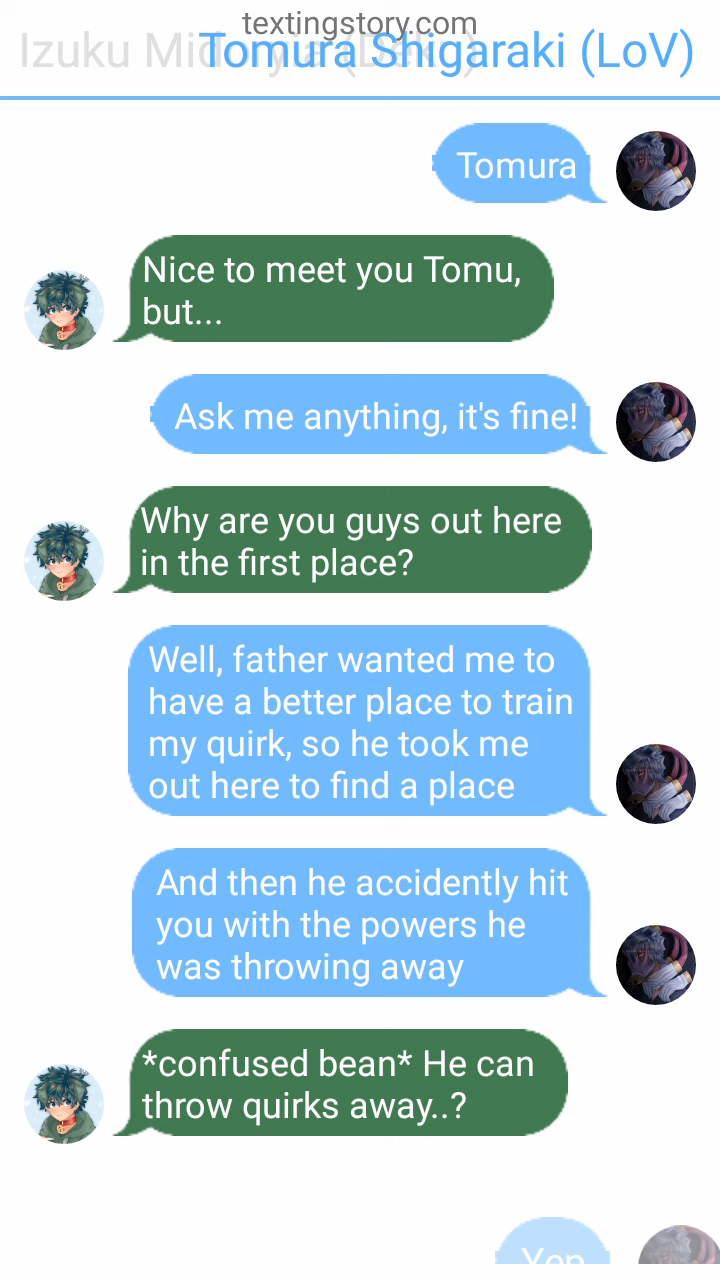 textingstory.com
Tomura Shigaraki (LoV)
Tomura
Nice to meet you Tomu,
but...
Ask me anything, it's fine!
Why are you guys out here
in the first place?
Well, father wanted me to
have a better place to train
my quirk, so he took me
out here to find a place
And then he accidently hit
you with the powers he
was throwing away
*confused bean* He can
throw quirks away..?
Yep